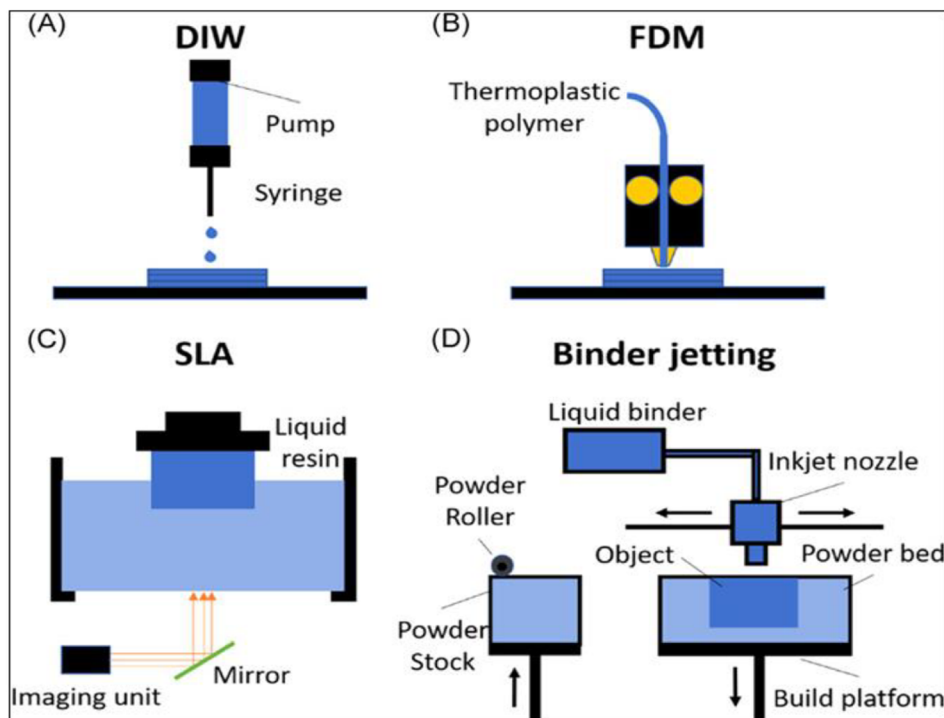 (A)
DIW
Pump
Syringe
(B)
FDM
Thermoplastic
polymer
(C)
SLA
Liquid
resin
Mirror
Imaging unit
(D)
Binder jetting
Liquid binder
Inkjet nozzle
Powder
Roller
Object
Powder bed
Powder
Stock
Build platform